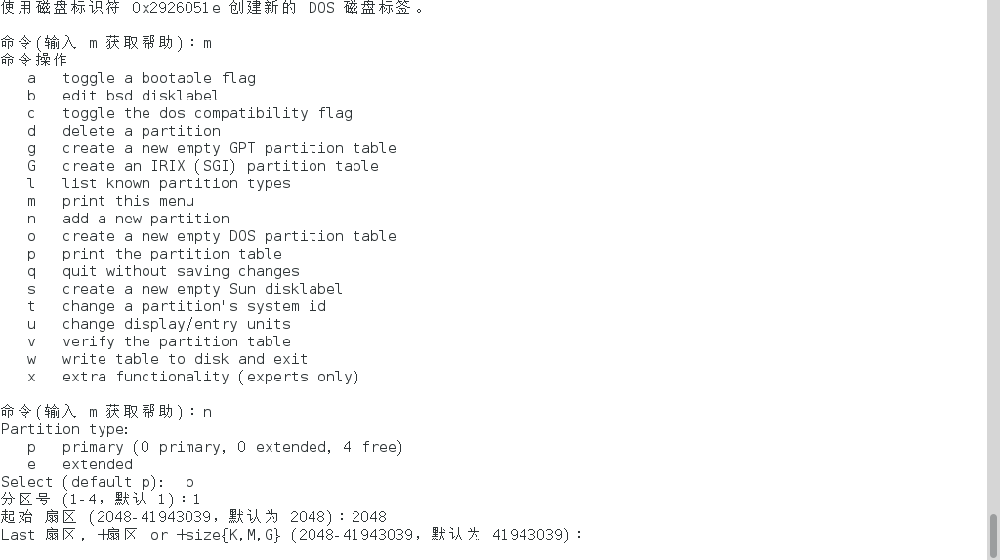 使用磁盘标识符 0x2926051e 创建新的 DOS 磁盘标签。
命令(输入 m 获取帮助)：m
命令操作
a   toggle a bootable flag
b   edit bsd disklabel
c   toggle the dos compatibility flag
d   delete a partition
g   create a new empty GPT partition table
G   create an IRIX (SGI) partition table
l   list known partition types
m   print this menu
n   add a new partition
o   create a new empty DOS partition table
p   print the partition table
q   quit without saving changes
s   create a new empty Sun disklabel
t   change a partition's system id
u   change display/entry units
v   verify the partition table
w   write table to disk and exit
x   extra functionality (experts only)
命令(输入 m 获取帮助)：n
Partition type:
p   primary (0 primary, 0 extended, 4 free)
e   extended
Select (default p):  p
分区号 (1-4，默认 1)：1
起始 扇区 (2048-41943039，默认为 2048)：2048
Last 扇区, +扇区 or +size{K,M,G} (2048-41943039，默认为 41943039)：